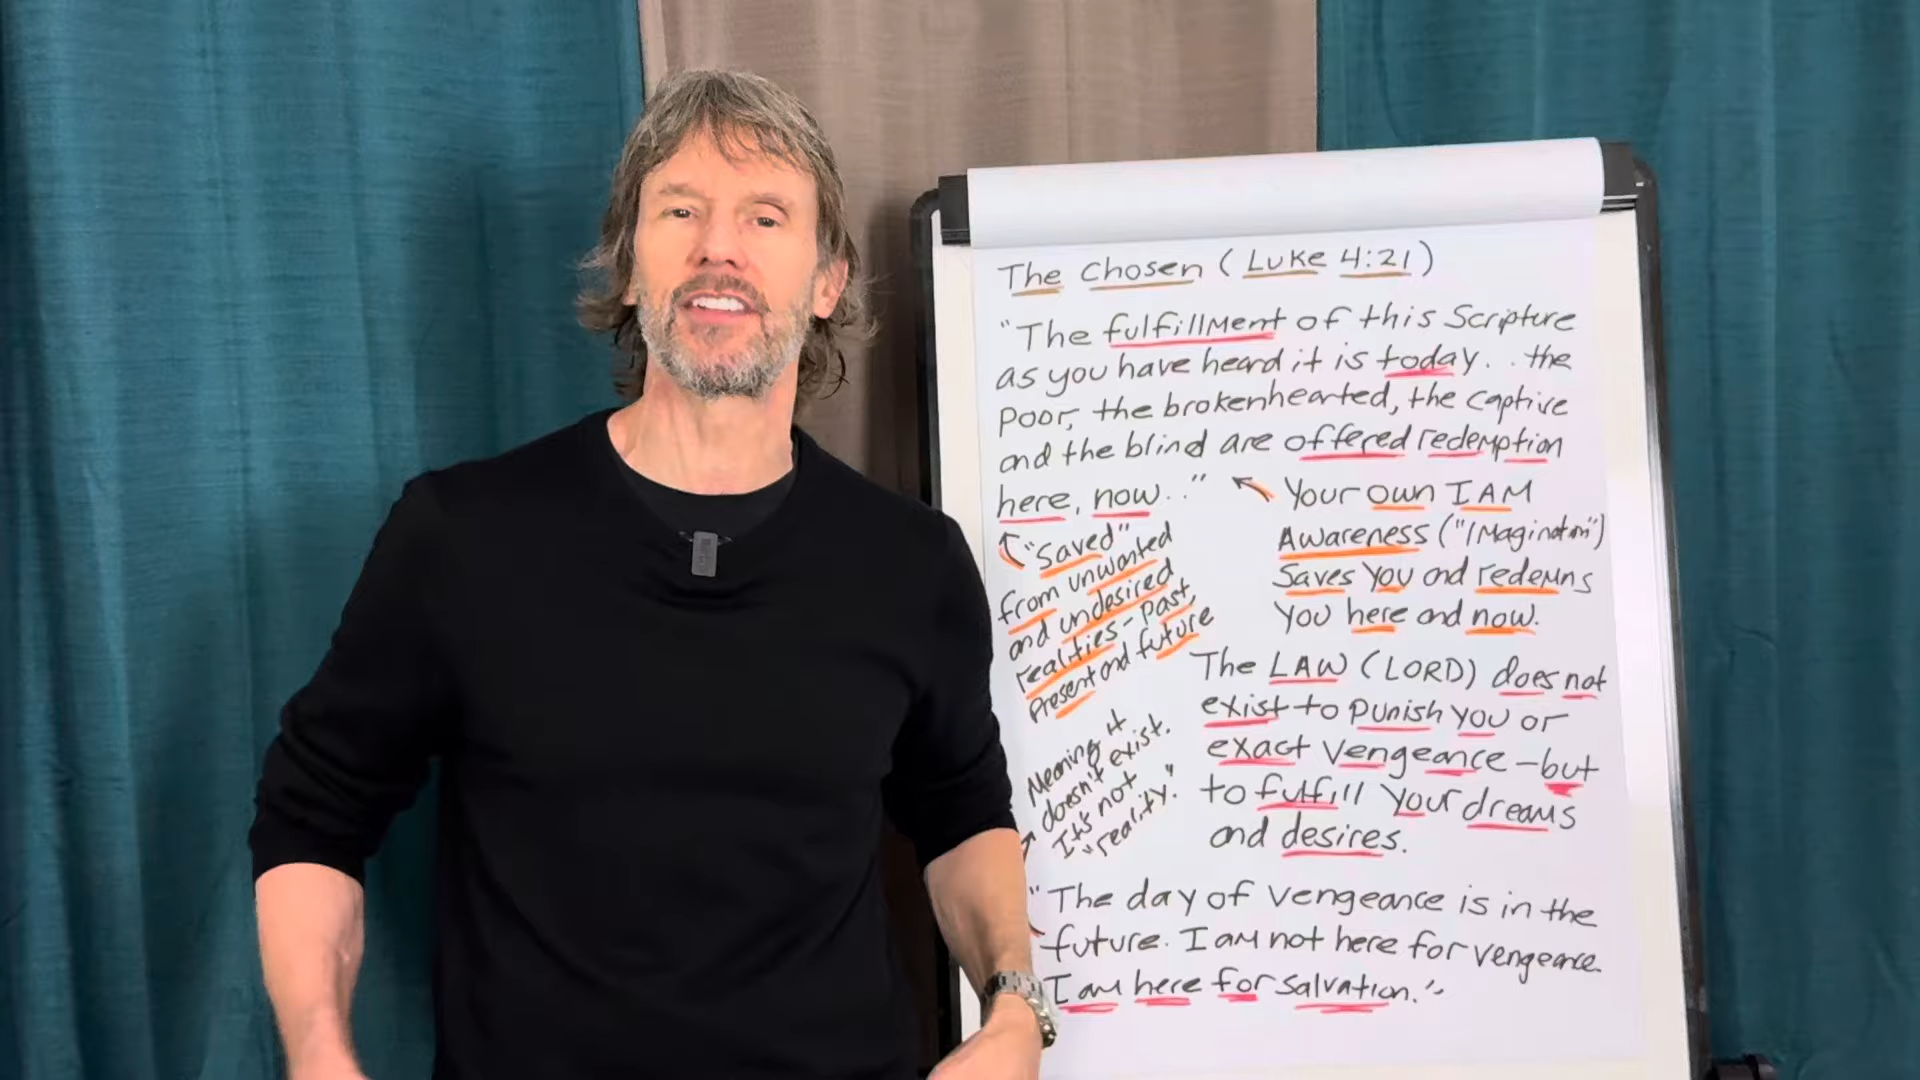 The Chosen (Luke 4:21)
"The fulfillment of this Scripture
as you have heard it is today.. the
poor, the brokenhearted, the captive
and the blind are offered redemption
here, now.."
Your own I AM
Awareness ("Imagination")
Saves you and redeems
you here and now.
"Saved"
from unwanted
and undesired
realities - past,
present and future
The LAW (LORD) does not
exist to punish you or
exact vengeance - but
to fulfill your dreams
and desires.
Meaning it
doesn't exist.
It's not
"reality."
"The day of vengeance is in the
future. I am not here for vengeance.
I am here for salvation."